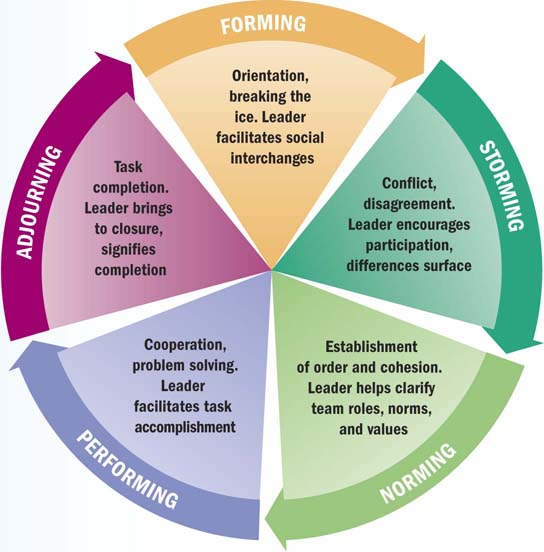 FORMING
Orientation,
breaking the
ice. Leader
facilitates social
interchanges
STORMING
Conflict,
disagreement.
Leader encourages
participation,
differences surface
NORMING
Establishment
of order and cohesion.
Leader helps clarify
team roles, norms,
and values
PERFORMING
Cooperation,
problem solving.
Leader
facilitates task
accomplishment
ADJOURNING
Task
completion.
Leader brings
to closure,
signifies
completion